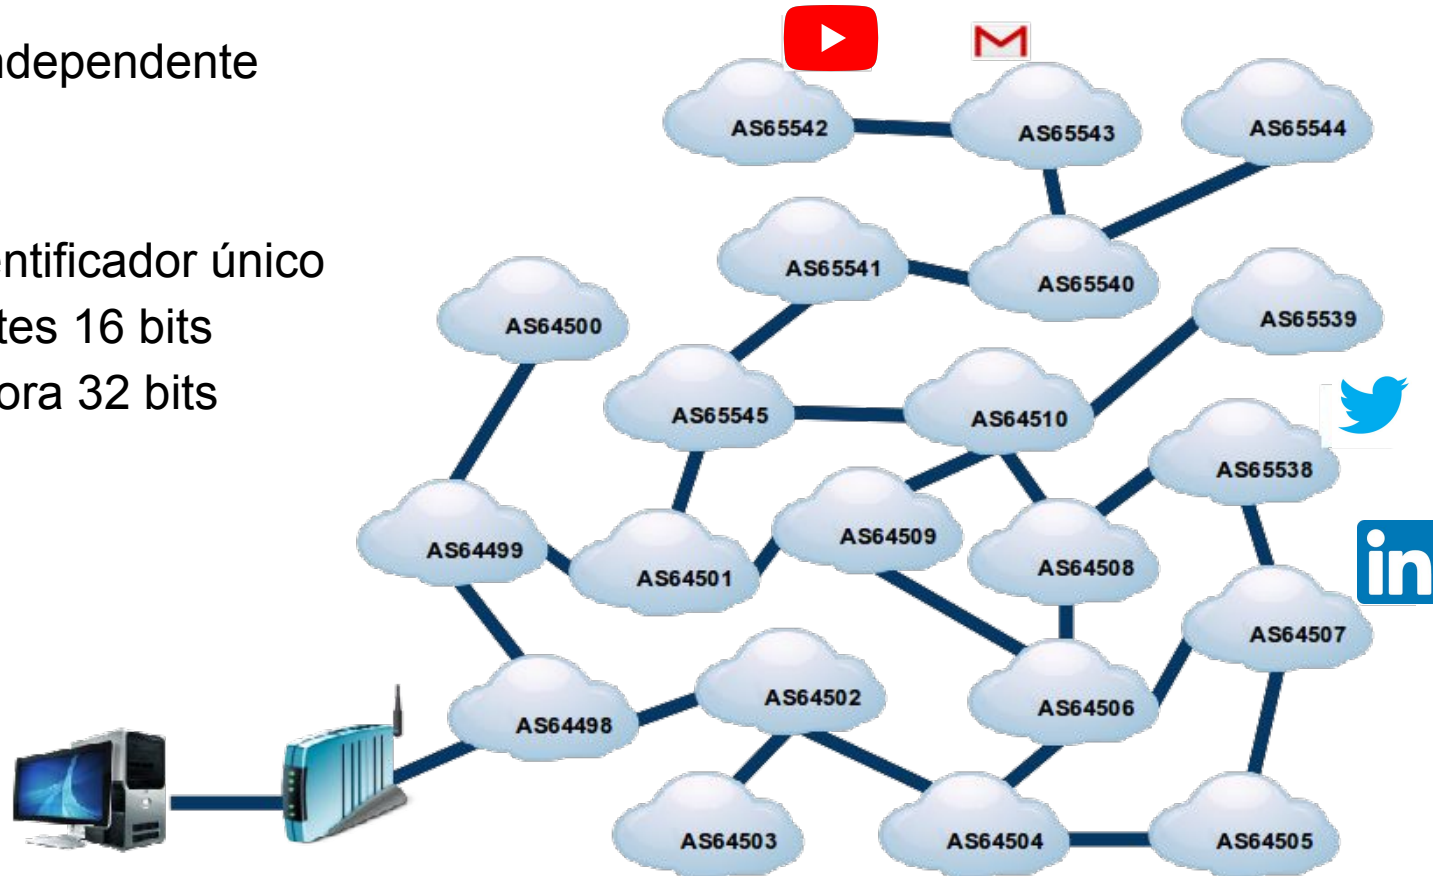 ndependente
entificador único
tes 16 bits
ora 32 bits
AS65542
AS65543
AS65544
AS65541
AS65540
AS64500
AS65539
AS65545
AS64510
AS65538
AS64499
AS64501
AS64509
AS64508
AS64507
AS64498
AS64502
AS64506
AS64503
AS64504
AS64505
in